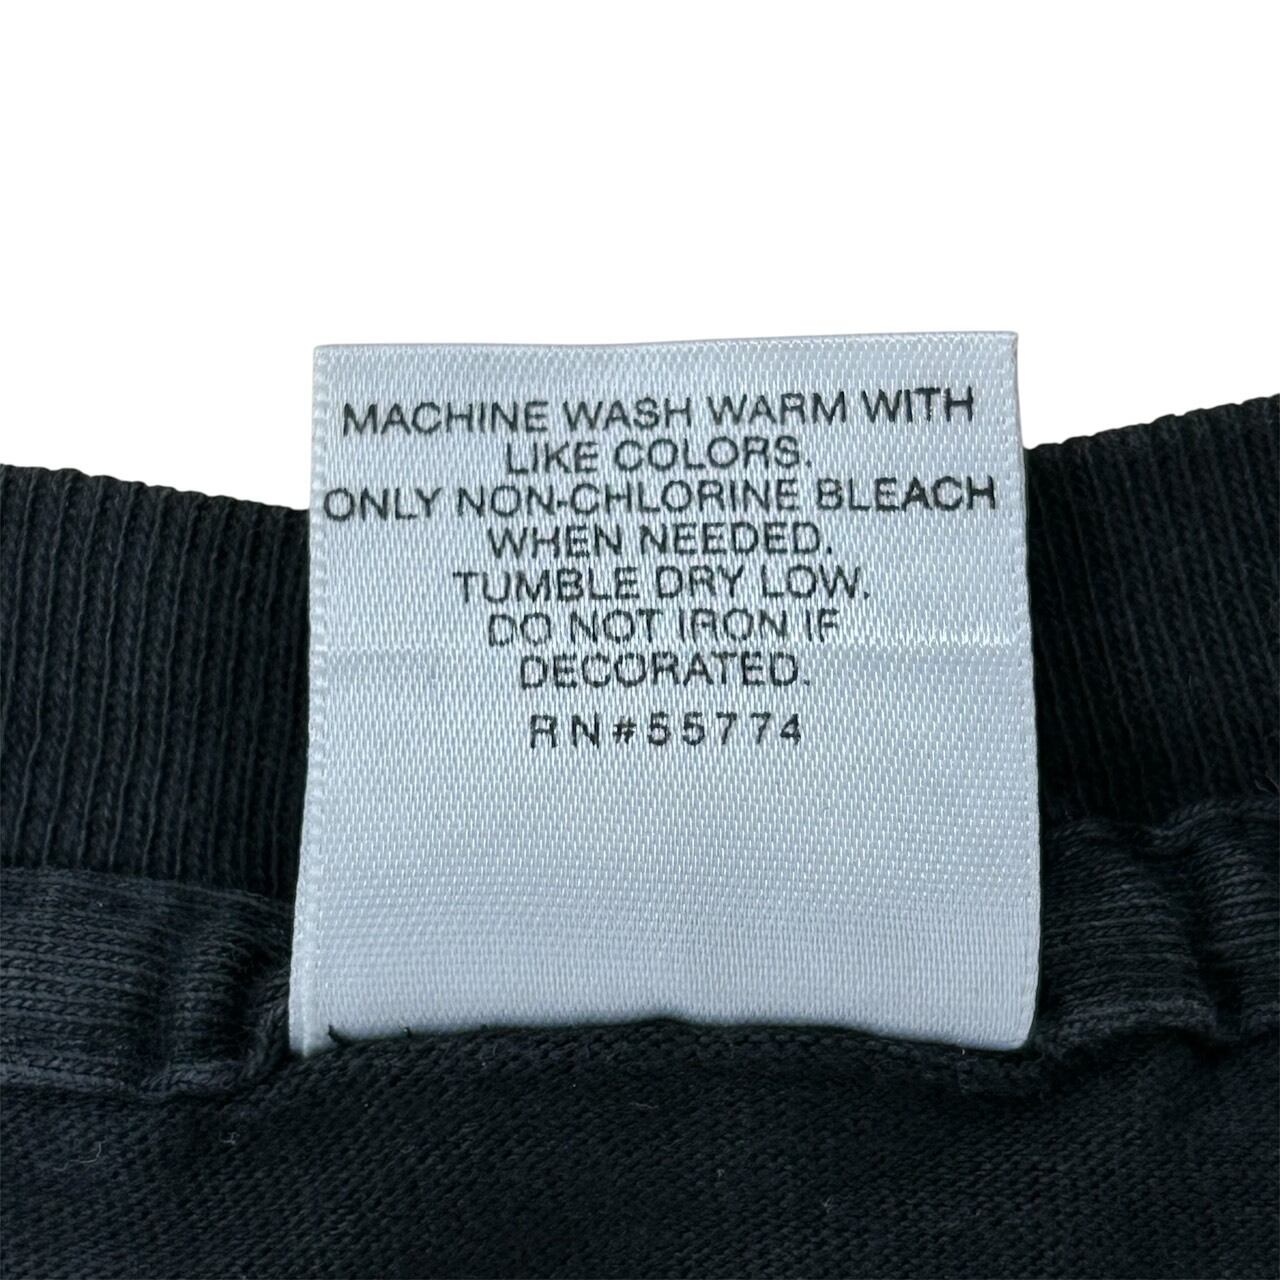 MACHINE WASH WARM WITH
LIKE COLORS.
ONLY NON-CHLORINE BLEACH
WHEN NEEDED.
TUMBLE DRY LOW.
DO NOT IRON IF
DECORATED.
RN#55774